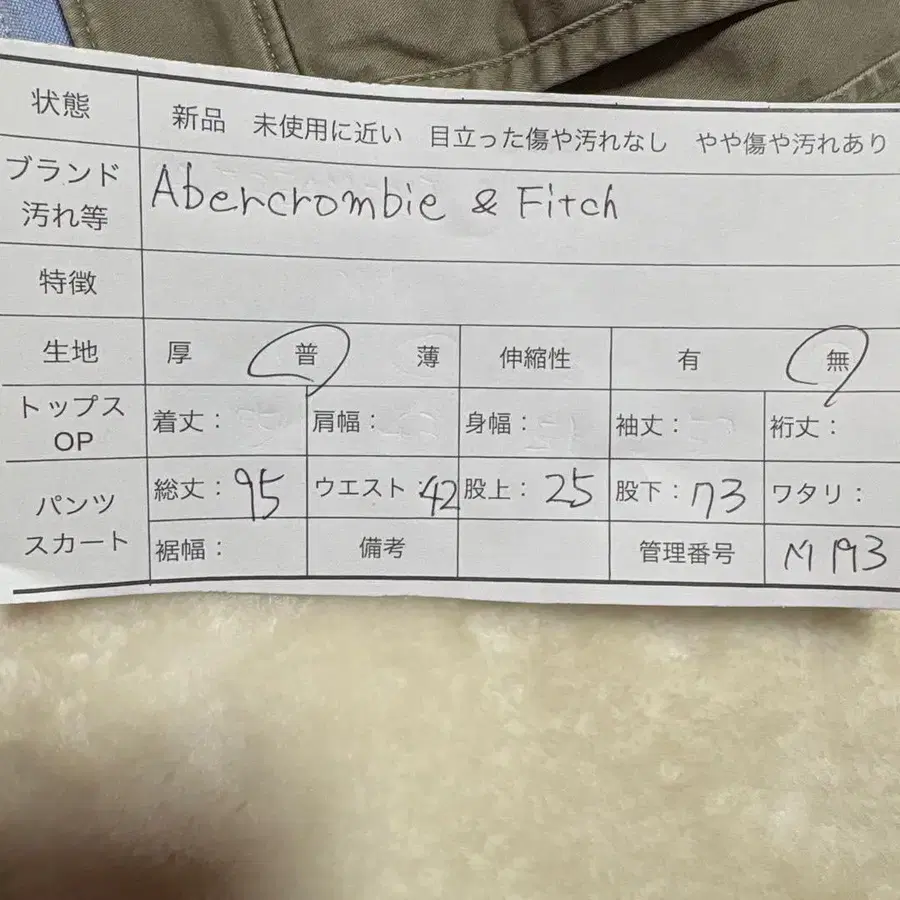 状態 新品 未使用に近い 目立った傷や汚れなし やや傷や汚れあり
ブランド
汚れ等
Abercrombie & Fitch
特徴
生地 厚 普 薄 伸縮性 有 無
トップス
OP
着丈: 肩幅: 身幅: 袖丈: 裄丈:
パンツ
スカート
総丈:95 ウエスト:42 股上:25 股下:73 ワタリ:
裾幅: 備考 管理番号 M193